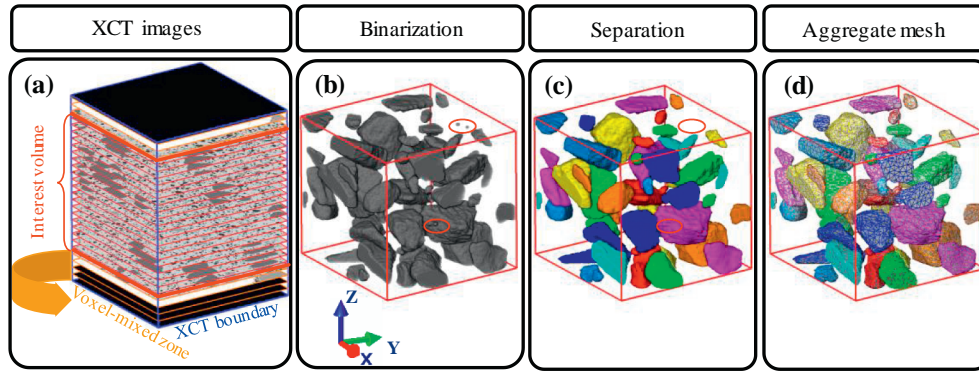 XCT images
Binarization
Separation
Aggregate mesh
(a)
(b)
(c)
(d)
Interest volume
Voxel-mixed zone
XCT boundary
Z
Y
X